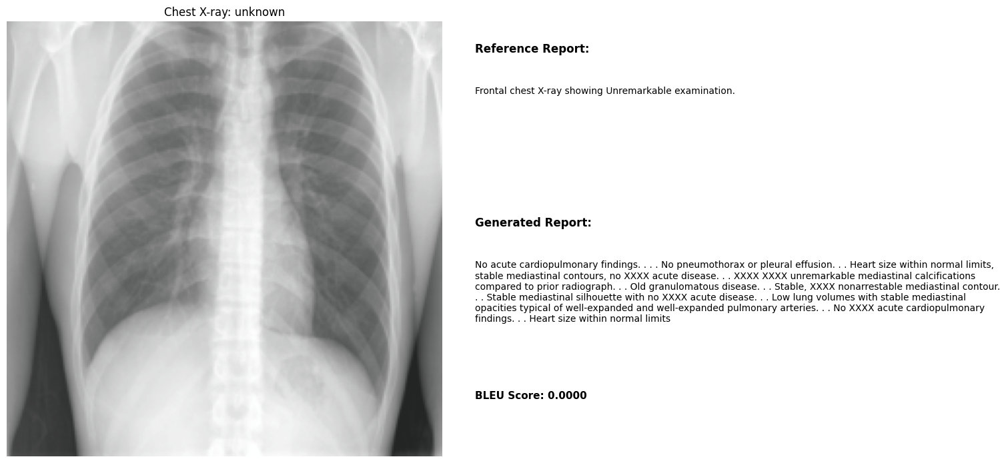 Chest X-ray: unknown
Reference Report:
Frontal chest X-ray showing Unremarkable examination.
Generated Report:
No acute cardiopulmonary findings. . . . No pneumothorax or pleural effusion. . . Heart size within normal limits,
stable mediastinal contours, no XXXX acute disease. . . XXXX XXXX unremarkable mediastinal calcifications
compared to prior radiograph. . . Old granulomatous disease. . . Stable, XXXX nonarrestable mediastinal contour.
. . Stable mediastinal silhouette with no XXXX acute disease. . . Low lung volumes with stable mediastinal
opacities typical of well-expanded and well-expanded pulmonary arteries. . . No XXXX acute cardiopulmonary
findings. . . Heart size within normal limits
BLEU Score: 0.0000